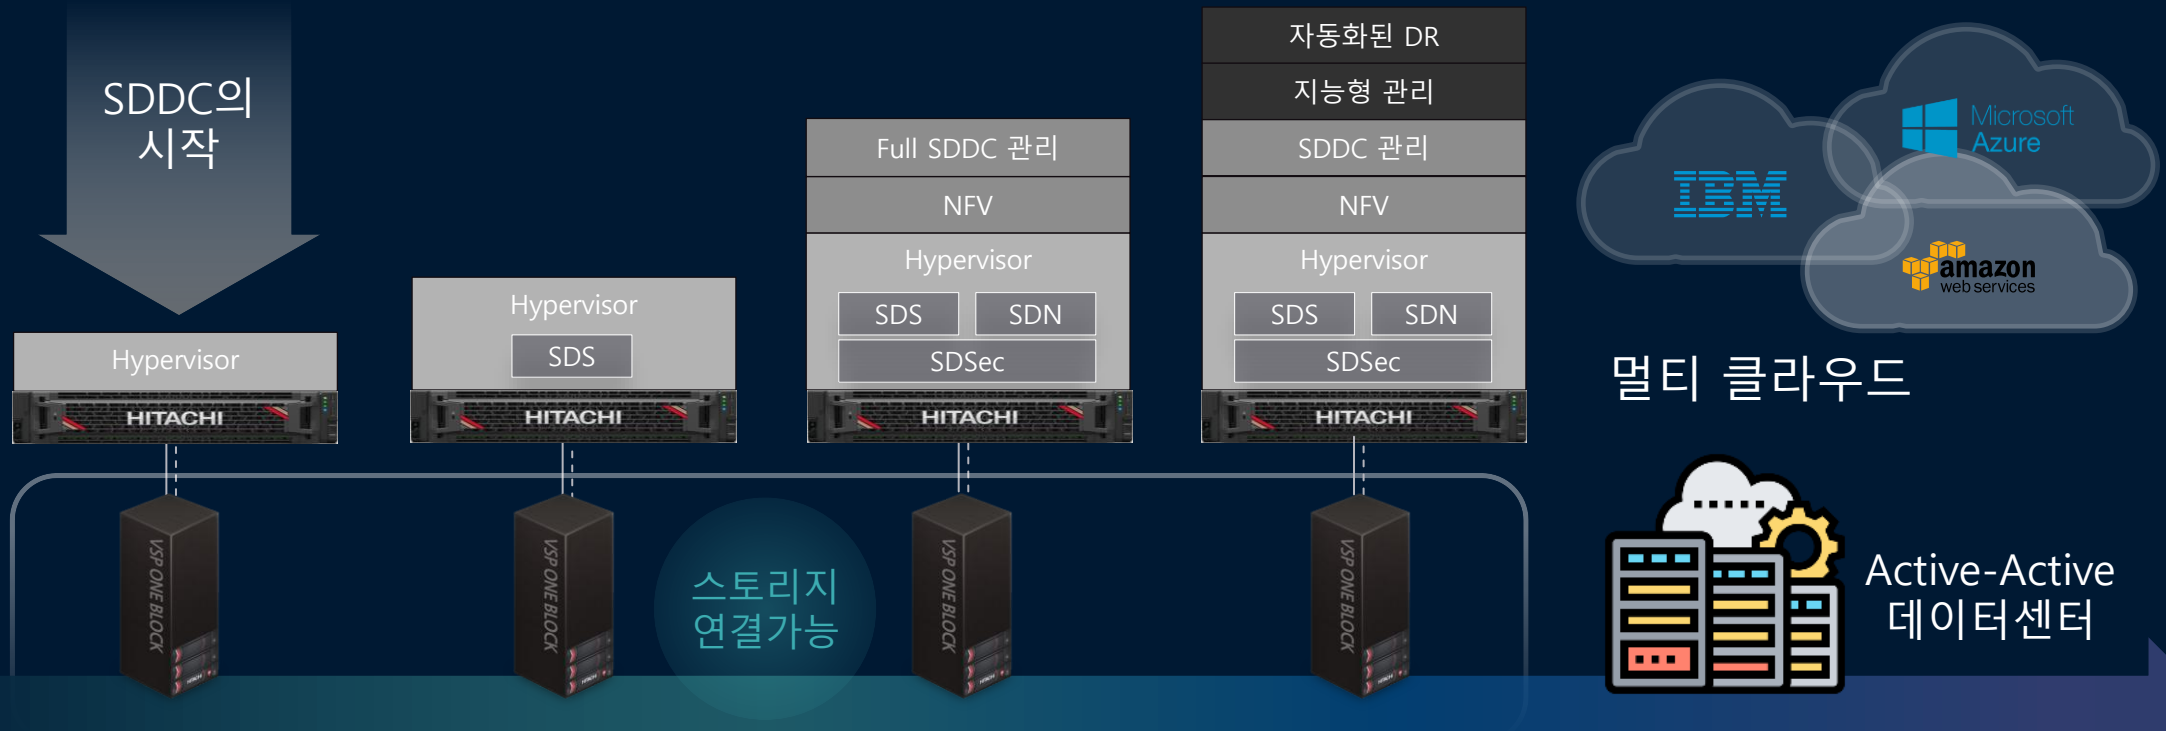 SDDC의
시작
Hypervisor
HITACHI
VSP ONE BLOCK
HITACHI
Hypervisor
SDS
HITACHI
VSP ONE BLOCK
HITACHI
스토리지
연결가능
Full SDDC 관리
NFV
Hypervisor
SDS SDN
SDSec
HITACHI
VSP ONE BLOCK
HITACHI
자동화된 DR
지능형 관리
SDDC 관리
NFV
Hypervisor
SDS SDN
SDSec
HITACHI
VSP ONE BLOCK
HITACHI
IBM
Microsoft
Azure
amazon
web services
멀티 클라우드
Active-Active
데이터센터